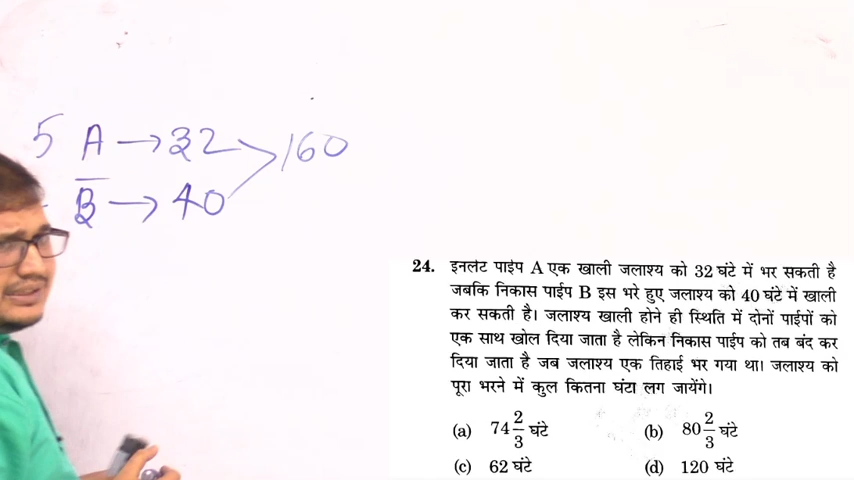 5 A → 32 160
B → 40
24. इनलेट पाईप A एक खाली जलाश्य को 32 घंटे में भर सकती है
जबकि निकास पाईप B इस भरे हुए जलाश्य को 40 घंटे में खाली
कर सकती है। जलाश्य खाली होने ही स्थिति में दोनों पाईपों को
एक साथ खोल दिया जाता है लेकिन निकास पाईप को तब बंद कर
दिया जाता है जब जलाश्य एक तिहाई भर गया था। जलाश्य को
पूरा भरने में कुल कितना घंटा लग जायेंगे।
(a) 74 2/3 घंटे (b) 80 2/3 घंटे
(c) 62 घंटे (d) 120 घंटे